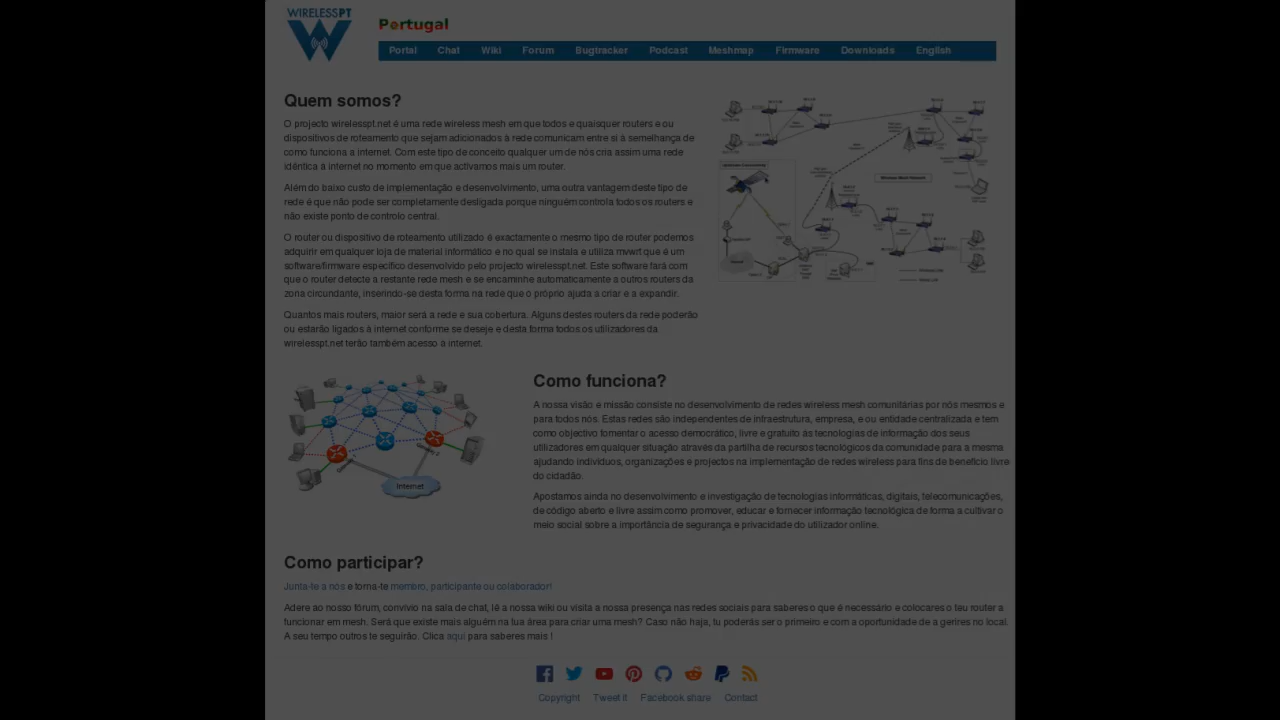 WIRELESSPT
Portugal
Portal Chat Wiki Forum Bugtracker Podcast Meshmap Firmware Downloads English
Quem somos?
O projecto wirelesspt.net é uma rede wireless mesh em que todos e quaisquer routers e ou
dispositivos de roteamento que sejam adicionados à rede comunicam entre si à semelhança de
como funciona a internet. Com este tipo de conceito qualquer um de nós cria assim uma rede
idêntica à internet no momento em que activamos mais um router.
Além do baixo custo de implementação e desenvolvimento, uma outra vantagem deste tipo de
rede é que não pode ser completamente desligada porque ninguém controla todos os routers e
não existe ponto de controlo central.
O router ou dispositivo de roteamento utilizado é exactamente o mesmo tipo de router podemos
adquirir em qualquer loja de material informático e no qual se instala e utiliza mvwrt que é um
software/firmware específico desenvolvido pelo projecto wirelesspt.net. Este software fará com
que o router detecte a restante rede mesh e se encaminhe automaticamente a outros routers da
zona circundante, inserindo-se desta forma na rede que o próprio ajuda a criar e a expandir.
Quantos mais routers, maior será a rede e sua cobertura. Alguns destes routers da rede poderão
ou estarão ligados à internet conforme se deseje e desta forma todos os utilizadores da
wirelesspt.net terão também acesso à internet.
Wireless Mesh Network
Internet
Como funciona?
A nossa visão e missão consiste no desenvolvimento de redes wireless mesh comunitárias por nós mesmos e
para todos nós. Estas redes são independentes de infraestrutura, empresa, e ou entidade centralizada e tem
como objectivo fomentar o acesso democrático, livre e gratuito às tecnologias de informação dos seus
utilizadores em qualquer situação através da partilha de recursos tecnológicos da comunidade para a mesma
ajudando indivíduos, organizações e projectos na implementação de redes wireless para fins de benefício livre
do cidadão.
Apostamos ainda no desenvolvimento e investigação de tecnologias informáticas, digitais, telecomunicações,
de código aberto e livre assim como promover, educar e fornecer informação tecnológica de forma a cultivar o
meio social sobre a importância de segurança e privacidade do utilizador online.
Como participar?
Junta-te a nós e torna-te membro, participante ou colaborador!
Adere ao nosso fórum, convívio na sala de chat, lê a nossa wiki ou visita a nossa presença nas redes sociais para saberes o que é necessário e colocares o teu router a
funcionar em mesh. Será que existe mais alguém na tua área para criar uma mesh? Caso não haja, tu poderás ser o primeiro e com a oportunidade de a gerires no local.
A seu tempo outros te seguirão. Clica aqui para saberes mais !
Copyright Tweet it Facebook share Contact